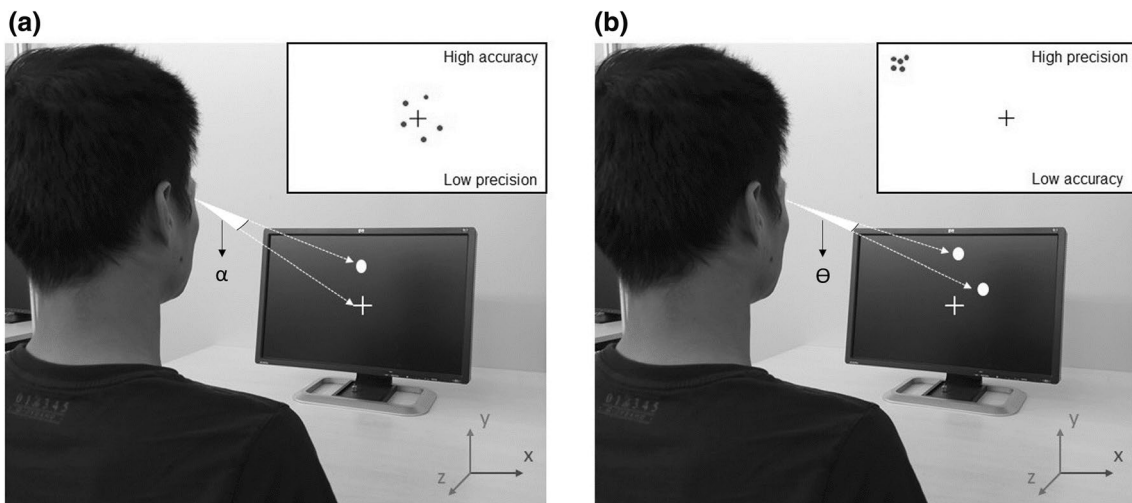 (a)
High accuracy
Low precision
α
y
x
z
(b)
High precision
Low accuracy
ϴ
y
x
z